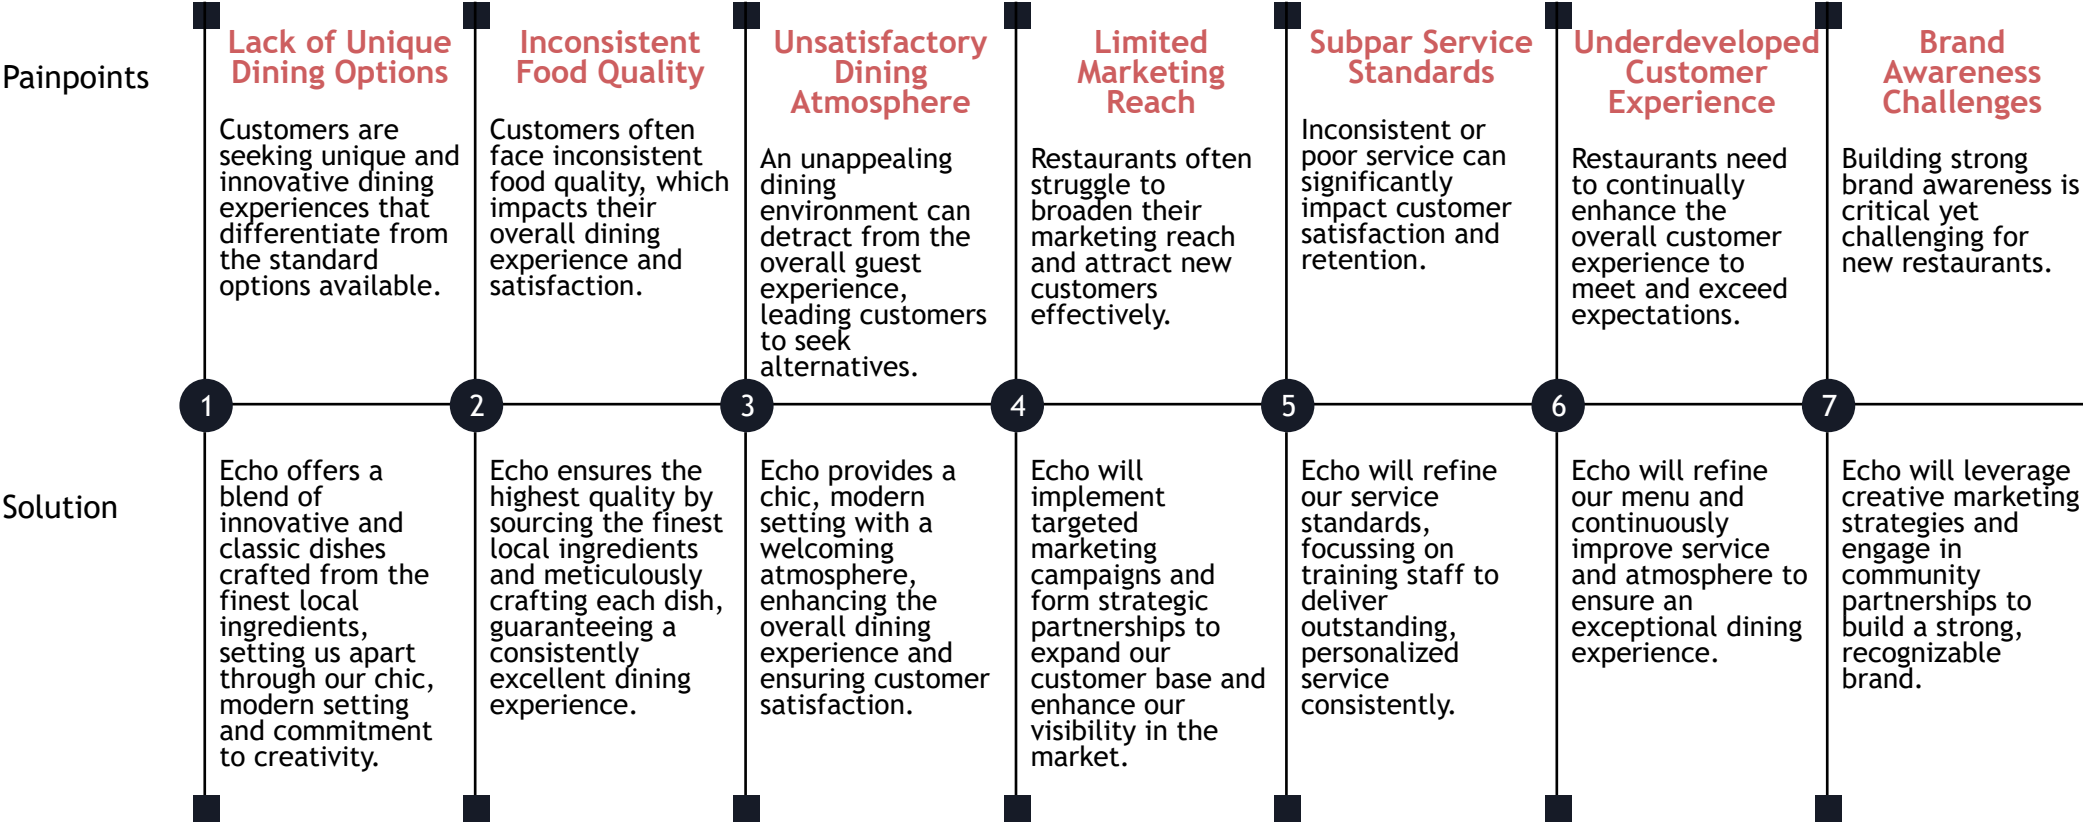 Painpoints
Lack of Unique
Dining Options
Customers are
seeking unique and
innovative dining
experiences that
differentiate from
the standard
options available.
Inconsistent
Food Quality
Customers often
face inconsistent
food quality, which
impacts their
overall dining
experience and
satisfaction.
Unsatisfactory
Dining
Atmosphere
An unappealing
dining
environment can
detract from the
overall guest
experience,
leading customers
to seek
alternatives.
Limited
Marketing
Reach
Restaurants often
struggle to
broaden their
marketing reach
and attract new
customers
effectively.
Subpar Service
Standards
Inconsistent or
poor service can
significantly
impact customer
satisfaction and
retention.
Underdeveloped
Customer
Experience
Restaurants need
to continually
enhance the
overall customer
experience to
meet and exceed
expectations.
Brand
Awareness
Challenges
Building strong
brand awareness is
critical yet
challenging for
new restaurants.
1
2
3
4
5
6
7
Solution
Echo offers a
blend of
innovative and
classic dishes
crafted from the
finest local
ingredients,
setting us apart
through our chic,
modern setting
and commitment
to creativity.
Echo ensures the
highest quality by
sourcing the finest
local ingredients
and meticulously
crafting each dish,
guaranteeing a
consistently
excellent dining
experience.
Echo provides a
chic, modern
setting with a
welcoming
atmosphere,
enhancing the
overall dining
experience and
ensuring customer
satisfaction.
Echo will
implement
targeted
marketing
campaigns and
form strategic
partnerships to
expand our
customer base and
enhance our
visibility in the
market.
Echo will refine
our service
standards,
focussing on
training staff to
deliver
outstanding,
personalized
service
consistently.
Echo will refine
our menu and
continuously
improve service
and atmosphere to
ensure an
exceptional dining
experience.
Echo will leverage
creative marketing
strategies and
engage in
community
partnerships to
build a strong,
recognizable
brand.